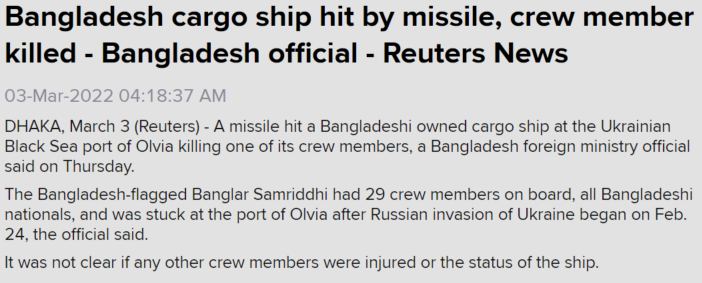 Bangladesh cargo ship hit by missile, crew member
killed - Bangladesh official - Reuters News
03-Mar-2022 04:18:37 AM
DHAKA, March 3 (Reuters) - A missile hit a Bangladeshi owned cargo ship at the Ukrainian
Black Sea port of Olvia killing one of its crew members, a Bangladesh foreign ministry official
said on Thursday.
The Bangladesh-flagged Banglar Samriddhi had 29 crew members on board, all Bangladeshi
nationals, and was stuck at the port of Olvia after Russian invasion of Ukraine began on Feb.
24, the official said.
It was not clear if any other crew members were injured or the status of the ship.